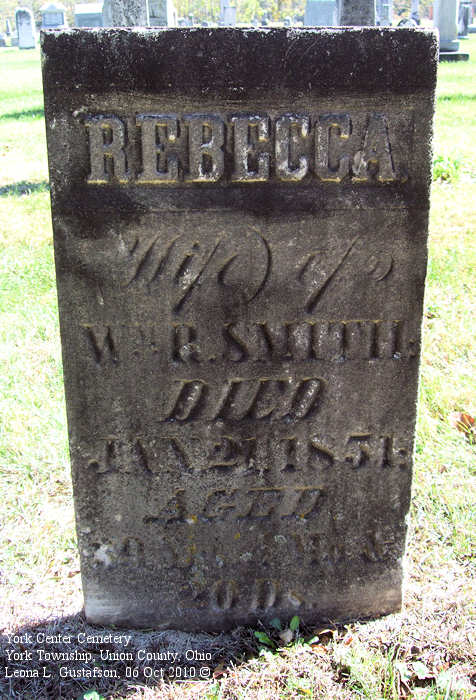 REBECCA
Wife of
Wm R. SMITH.
DIED
JAN 21, 1851.
AGED
York Center Cemetery
York Township, Union County, Ohio
Leona L. Gustafson, 06 Oct 2010 ©